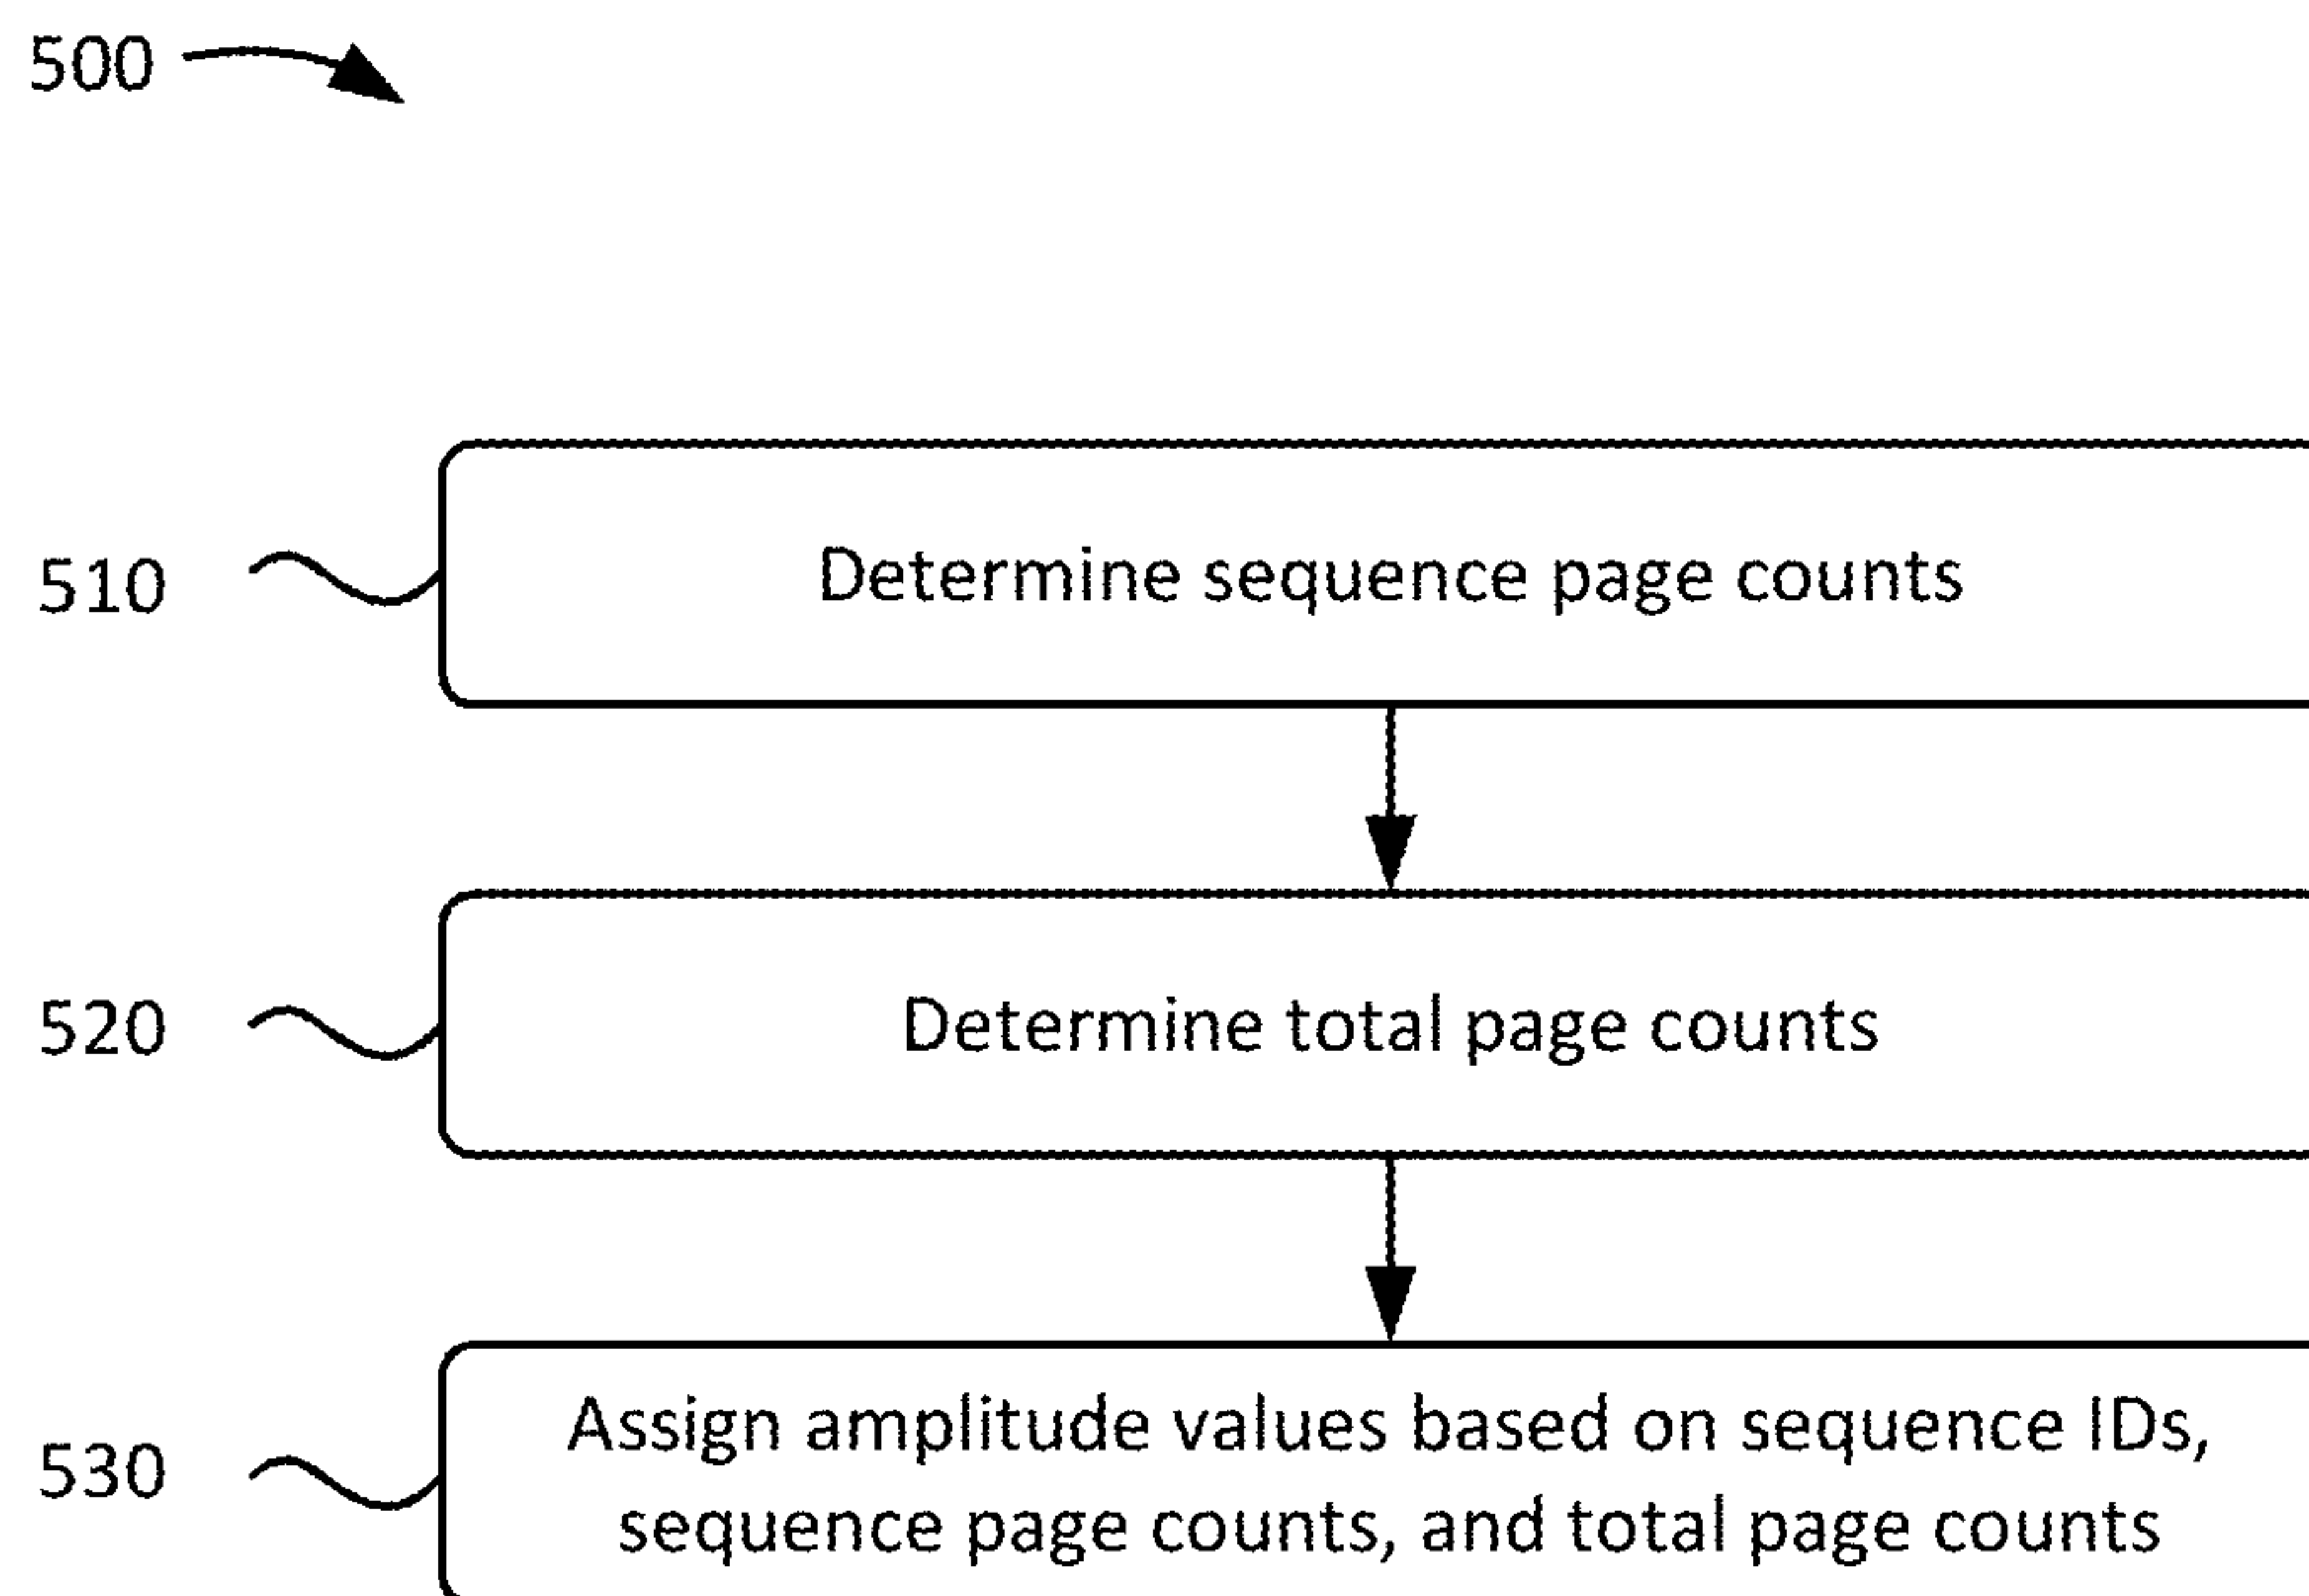 500
510
Determine sequence page counts
520
Determine total page counts
530
Assign amplitude values based on sequence IDs,
sequence page counts, and total page counts